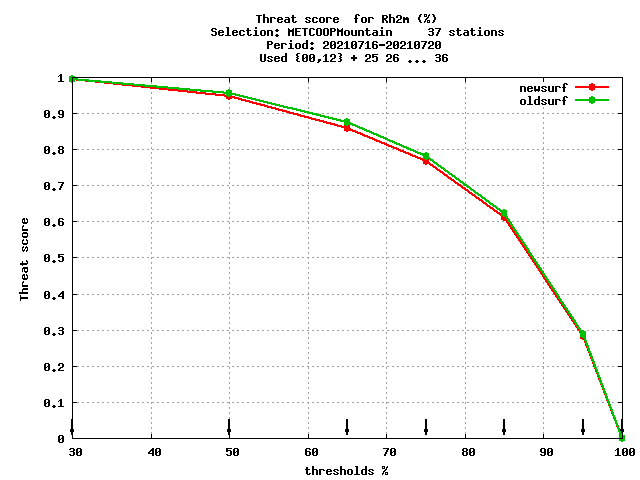 Threat score  for Rh2m (%)
Selection: METCOOPMountain     37 stations
Period: 20210716-20210720
Used {00,12} + 25 26 ... 36
newsurf
oldsurf
1
0.9
0.8
0.7
0.6
0.5
0.4
0.3
0.2
0.1
0
Threat score
30 40 50 60 70 80 90 100
thresholds %